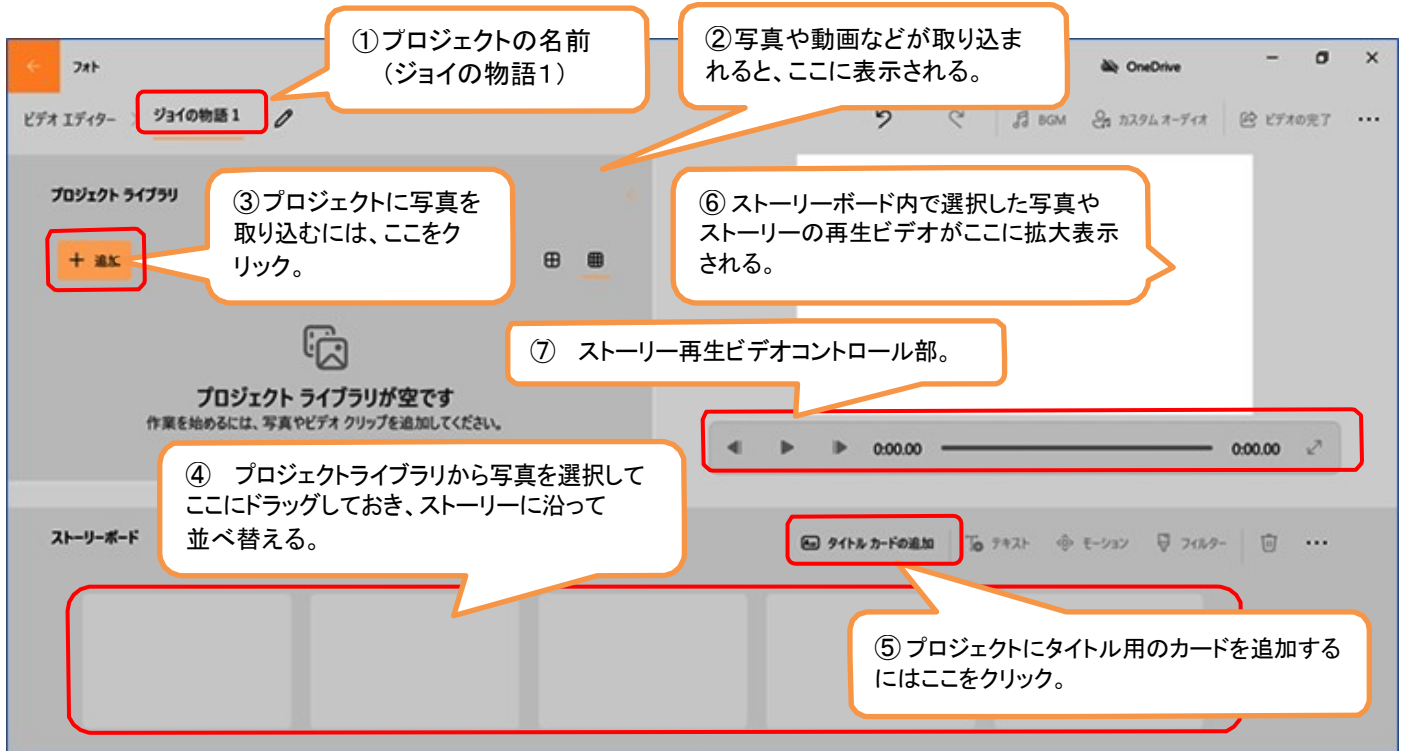 ①プロジェクトの名前
（ジョイの物語１）
②写真や動画などが取り込ま
れると、ここに表示される。
フォト
OneDrive
ビデオ エディター
ジョイの物語 1
BGM
カスタム オーディオ
ビデオの完了
プロジェクト ライブラリ
③プロジェクトに写真を
取り込むには、ここをク
リック。
＋ 追加
⑥ストーリーボード内で選択した写真や
ストーリーの再生ビデオがここに拡大表示
される。
⑦　ストーリー再生ビデオコントロール部。
プロジェクト ライブラリが空です
作業を始めるには、写真やビデオ クリップを追加してください。
0:00.00
0:00.00
④　プロジェクトライブラリから写真を選択して
ここにドラッグしておき、ストーリーに沿って
並べ替える。
ストーリーボード
タイトル カードの追加
テキスト
モーション
フィルター
⑤プロジェクトにタイトル用のカードを追加する
にはここをクリック。